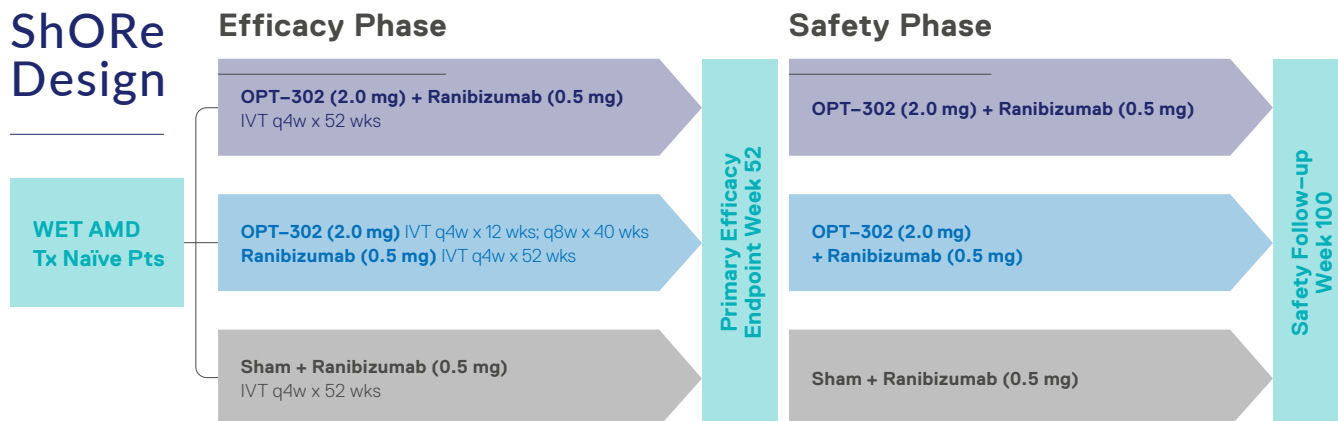 ShORe
Design
Efficacy Phase
Safety Phase
WET AMD
Tx Naïve Pts
OPT–302 (2.0 mg) + Ranibizumab (0.5 mg)
IVT q4w x 52 wks
OPT–302 (2.0 mg) IVT q4w x 12 wks; q8w x 40 wks
Ranibizumab (0.5 mg) IVT q4w x 52 wks
Sham + Ranibizumab (0.5 mg)
IVT q4w x 52 wks
Primary Efficacy
Endpoint Week 52
OPT–302 (2.0 mg) + Ranibizumab (0.5 mg)
OPT–302 (2.0 mg)
+ Ranibizumab (0.5 mg)
Sham + Ranibizumab (0.5 mg)
Safety Follow–up
Week 100